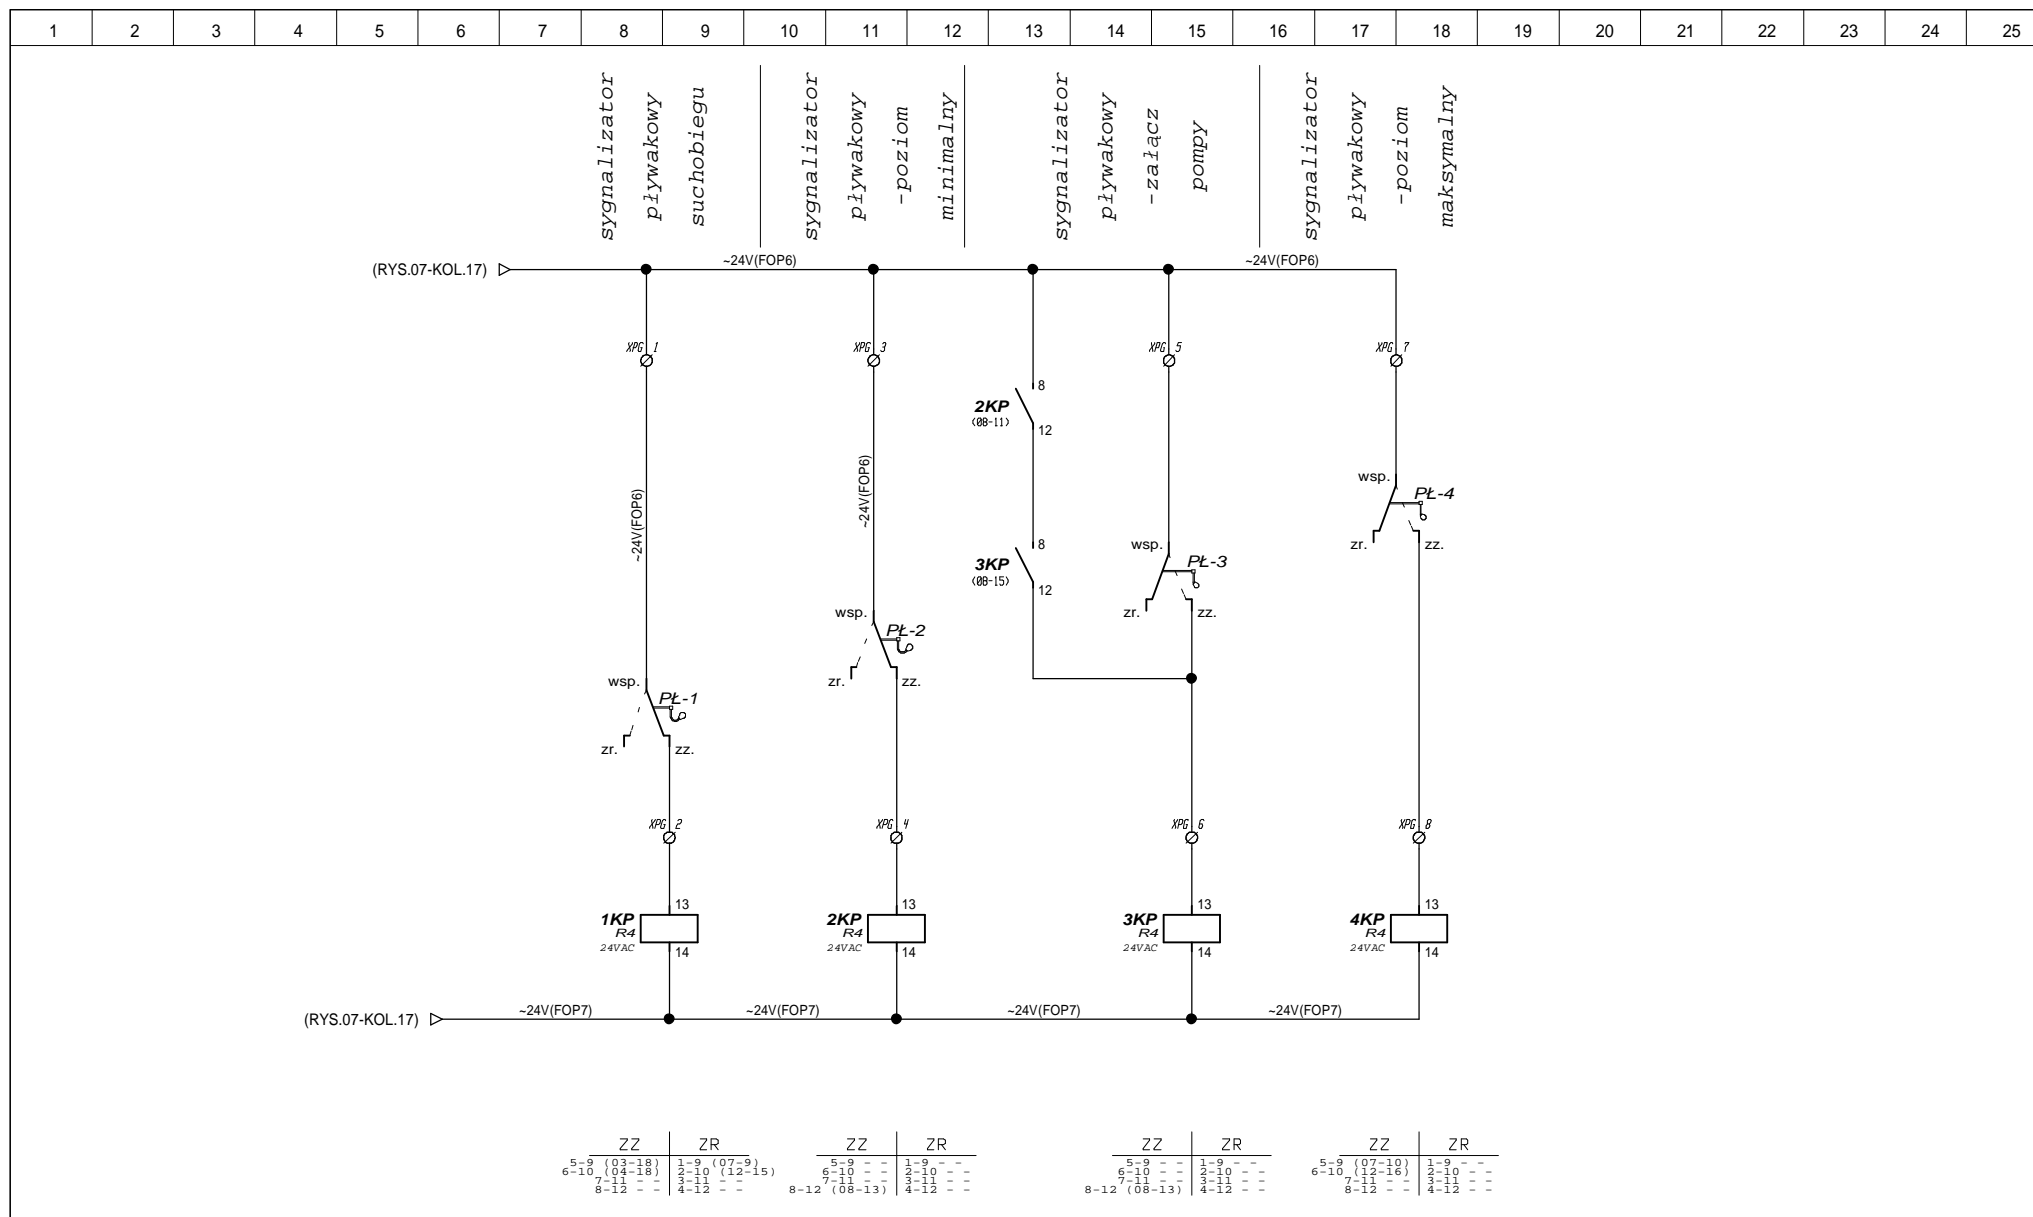 1 2 3 4 5 6 7 8 9 10 11 12 13 14 15 16 17 18 19 20 21 22 23 24 25
sygnalizator
pływakowy
suchobiegu
sygnalizator
pływakowy
-poziom
minimalny
sygnalizator
pływakowy
-załącz
pompy
sygnalizator
pływakowy
-poziom
maksymalny
(RYS.07-KOL.17) ~24V(FOP6) ~24V(FOP6)
XPG 1 XPG 3 XPG 5 XPG 7
~24V(FOP6)
~24V(FOP6)
8
2KP
(08-11)
12
8
3KP
(08-15)
12
wsp. PŁ-4
zr. zz.
wsp. PŁ-3
zr. zz.
wsp. PŁ-2
zr. zz.
wsp. PŁ-1
zr. zz.
XPG 2 XPG 4 XPG 6 XPG 8
13 13 13 13
1KP 2KP 3KP 4KP
R4 R4 R4 R4
24VAC 14 24VAC 14 24VAC 14 24VAC 14
(RYS.07-KOL.17) ~24V(FOP7) ~24V(FOP7) ~24V(FOP7) ~24V(FOP7)
ZZ ZR
5-9 (03-18) 1-9 (07-9)
6-10 (04-18) 2-10 (12-15)
7-11 - - 3-11 - -
8-12 - - 4-12 - -
ZZ ZR
5-9 - - 1-9 - -
6-10 - - 2-10 - -
7-11 - - 3-11 - -
8-12 (08-13) 4-12 - -
ZZ ZR
5-9 - - 1-9 - -
6-10 - - 2-10 - -
7-11 - - 3-11 - -
8-12 (08-13) 4-12 - -
ZZ ZR
5-9 (07-10) 1-9 - -
6-10 (12-16) 2-10 - -
7-11 - - 3-11 - -
8-12 - - 4-12 - -